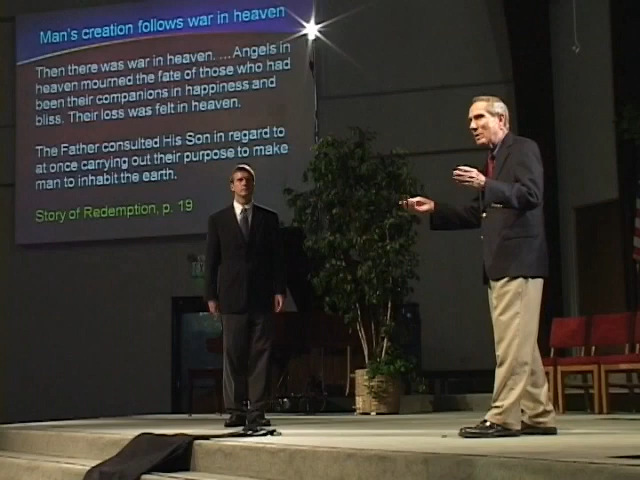 Man's creation follows war in heaven
Then there was war in heaven. ... Angels in
heaven mourned the fate of those who had
been their companions in happiness and
bliss. Their loss was felt in heaven.
The Father consulted His Son in regard to
at once carrying out their purpose to make
man to inhabit the earth.
Story of Redemption, p. 19